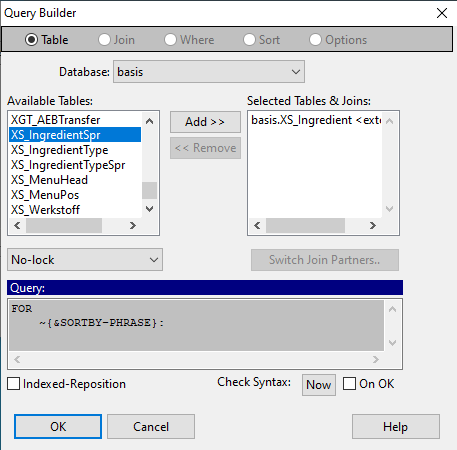 Query Builder
Table Join Where Sort Options
Database: basis
Available Tables: Selected Tables & Joins:
XGT_AEBTransfer
XS_IngredientSpr
XS_IngredientType
XS_IngredientTypeSpr
XS_MenuHead
XS_MenuPos
XS_Werkstoff
Add >>
<< Remove
basis.XS_Ingredient <exte
No-lock Switch Join Partners..
Query:
FOR
~{&SORTBY-PHRASE}:
Indexed-Reposition Check Syntax: Now On OK
OK Cancel Help